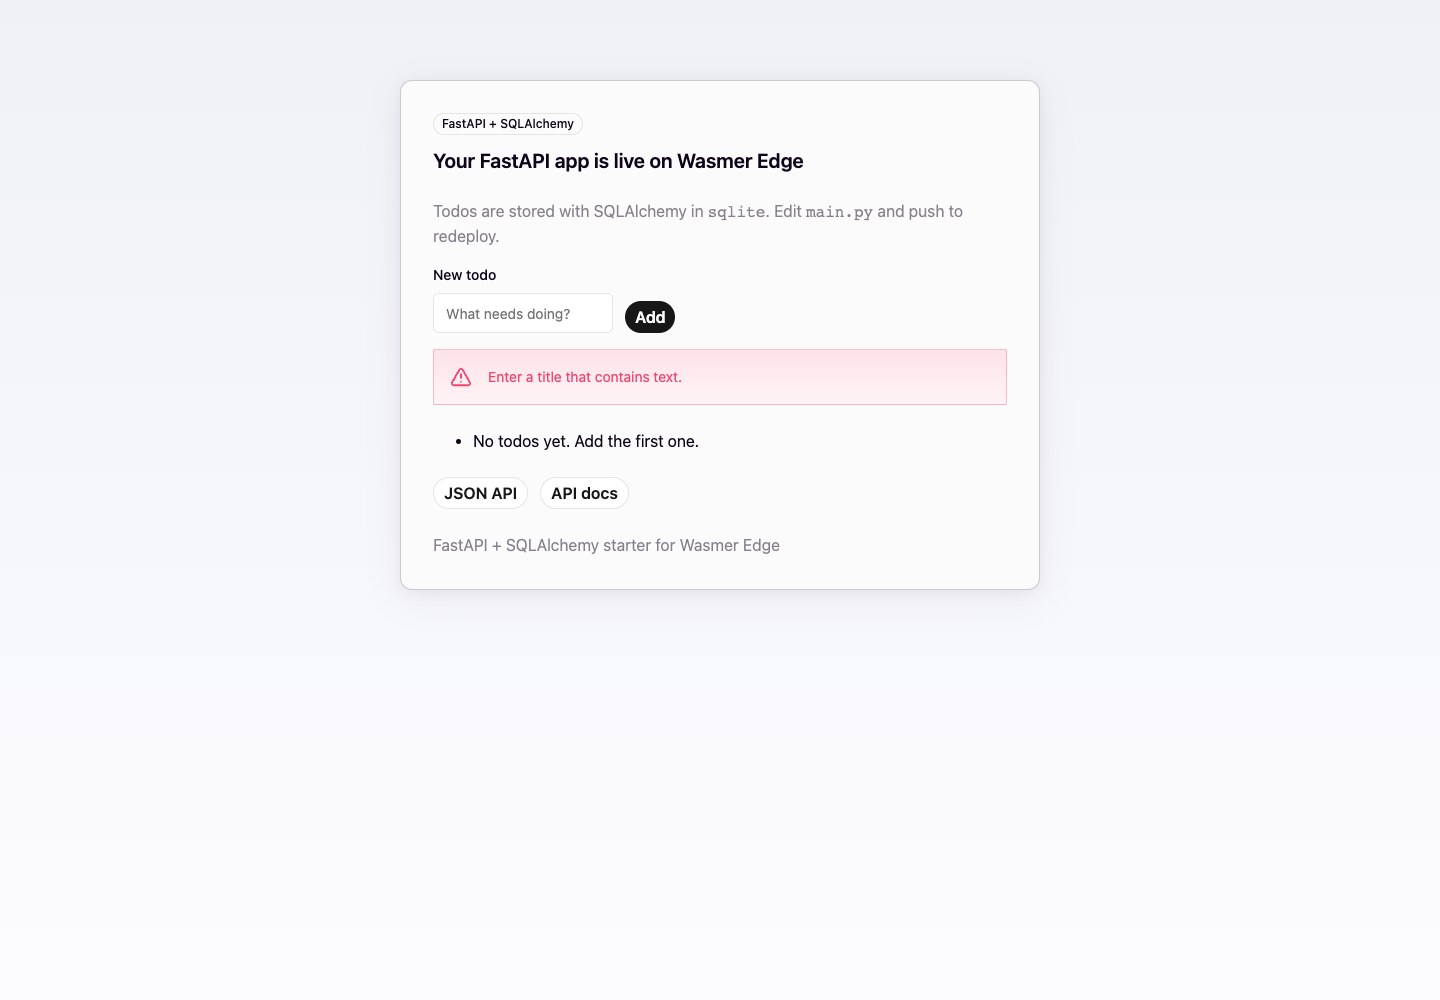 FastAPI + SQLAlchemy
Your FastAPI app is live on Wasmer Edge
Todos are stored with SQLAlchemy in sqlite. Edit main.py and push to
redeploy.
New todo
What needs doing?
Add
Enter a title that contains text.
No todos yet. Add the first one.
JSON API
API docs
FastAPI + SQLAlchemy starter for Wasmer Edge